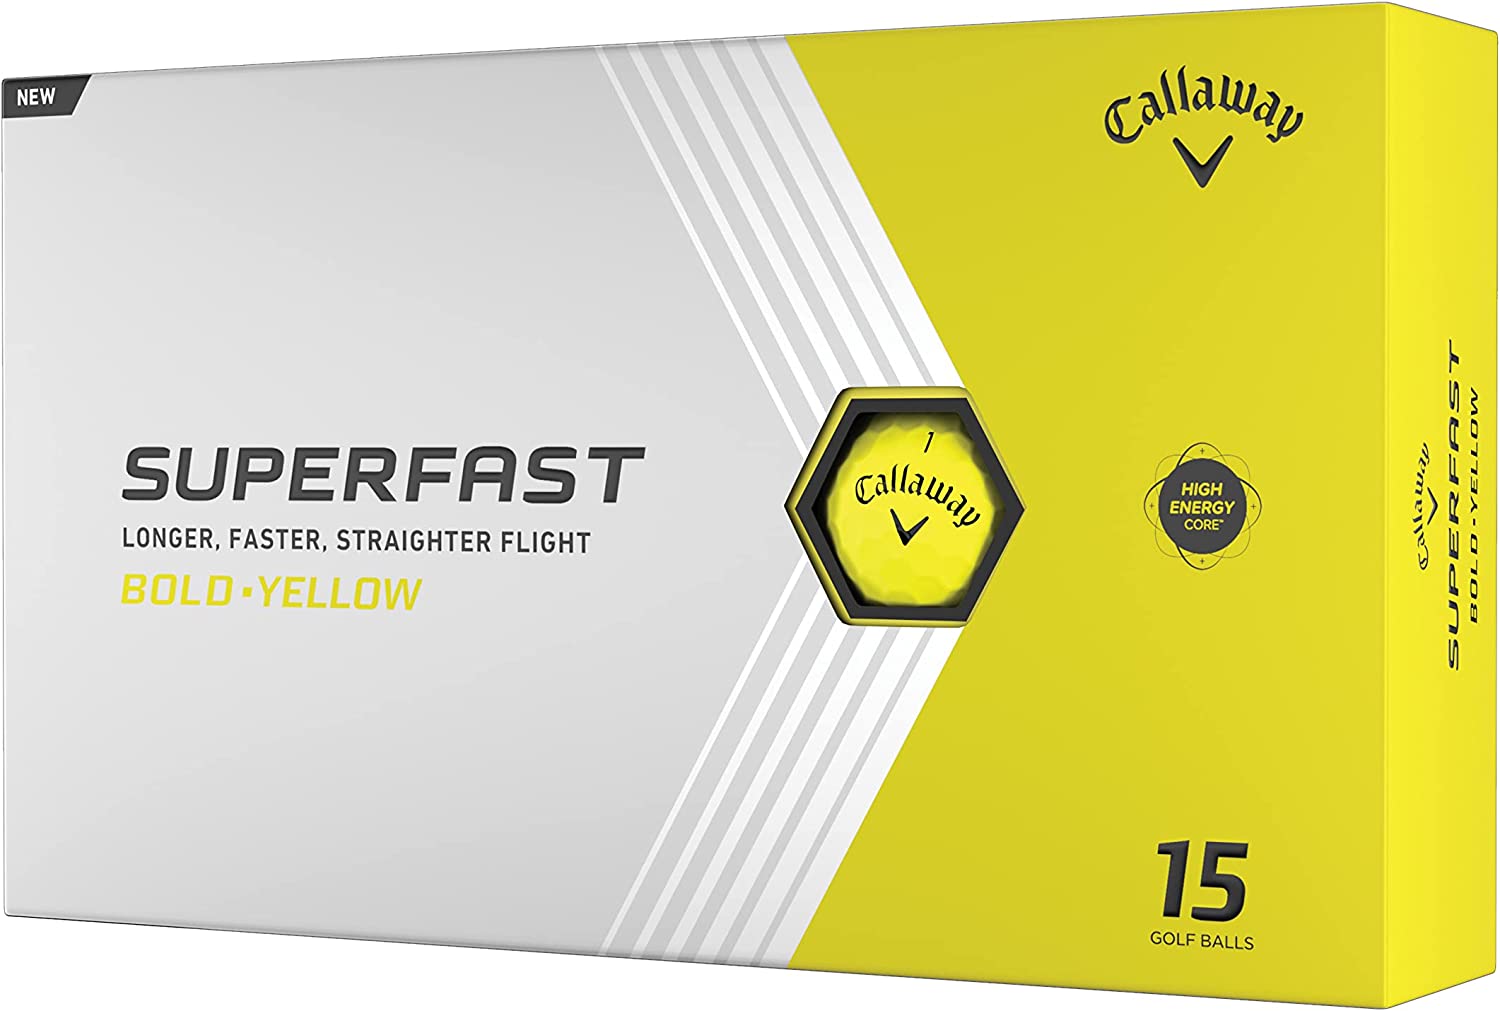 NEW
Callaway
SUPERFAST
LONGER, FASTER, STRAIGHTER FLIGHT
BOLD·YELLOW
1
Callaway
HIGH
ENERGY
CORE™
15
GOLF BALLS
Callaway
SUPERFAST
BOLD·YELLOW